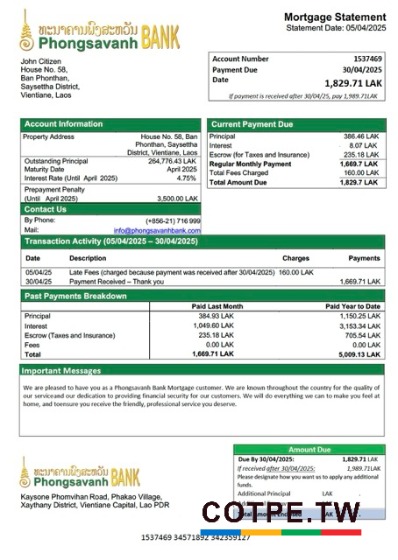 ທະນາຄານພົງສະຫວັນ
Phongsavanh BANK
Mortgage Statement
Statement Date: 05/04/2025
John Citizen
House No. 58,
Ban Phonthan,
Saysettha District,
Vientiane, Laos
Account Number 1537469
Payment Due 30/04/2025
Date 1,829.71 LAK
If payment is received after 30/04/25, pay 1,989.71LAK
Account Information
Property Address House No. 58, Ban
Phonthan, Saysettha
District, Vientiane, Laos
Outstanding Principal 264,776.43 LAK
Maturity Date April 2025
Interest Rate (Until April 2025) 4.75%
Prepayment Penalty
(Until April 2025) 3,500.00 LAK
Contact Us
By Phone: (+856-21) 716 999
Mail: info@phongsavanhbank.com
Current Payment Due
Principal 386.46 LAK
Interest 8.07 LAK
Escrow (for Taxes and Insurance) 235.18 LAK
Regular Monthly Payment 1,669.7 LAK
Total Fees Charged 160.00 LAK
Total Amount Due 1,829.7 LAK
Transaction Activity (05/04/2025 – 30/04/2025)
Date Description Charges Payments
05/04/25 Late Fees (charged because payment was received after 30/04/2025) 160.00 LAK
30/04/25 Payment Received – Thank you 1,669.71 LAK
Past Payments Breakdown
Paid Last Month Paid Year to Date
Principal 384.93 LAK 1,150.25 LAK
Interest 1,049.60 LAK 3,153.34 LAK
Escrow (Taxes and Insurance) 235.18 LAK 705.54 LAK
Fees 0.00 LAK 0.00 LAK
Total 1,669.71 LAK 5,009.13 LAK
Important Messages
We are pleased to have you as a Phongsavanh Bank Mortgage customer. We are known throughout the country for the quality of
our serviceand our dedication to providing financial security for our customers. We will do everything we can to make you feel at
home, and toensure you receive the friendly, professional service you deserve.
ທະນາຄານພົງສະຫວັນ
Phongsavanh BANK
Kaysone Phomvihan Road, Phakao Village,
Xaythany District, Vientiane Capital, Lao PDR
Amount Due
Due By 30/04/2025: 1,829.71 LAK
If received after 30/04/25: 1,989.71LAK
Please designate how you want us to apply any additional
funds.
Additional Principal LAK
COTPE.TW
1537469 34571892 342359127